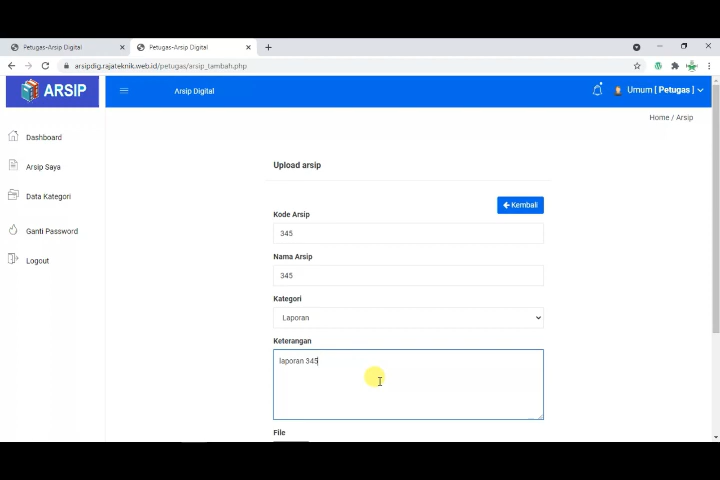 Petugas-Arsip Digital
Petugas-Arsip Digital
arsipdig.rajateknik.web.id/petugas/arsip_tambah.php
ARSIP
Arsip Digital
Umum [ Petugas ]
Home / Arsip
Dashboard
Arsip Saya
Data Kategori
Ganti Password
Logout
Upload arsip
Kembali
Kode Arsip
345
Nama Arsip
345
Kategori
Laporan
Keterangan
laporan 345
File